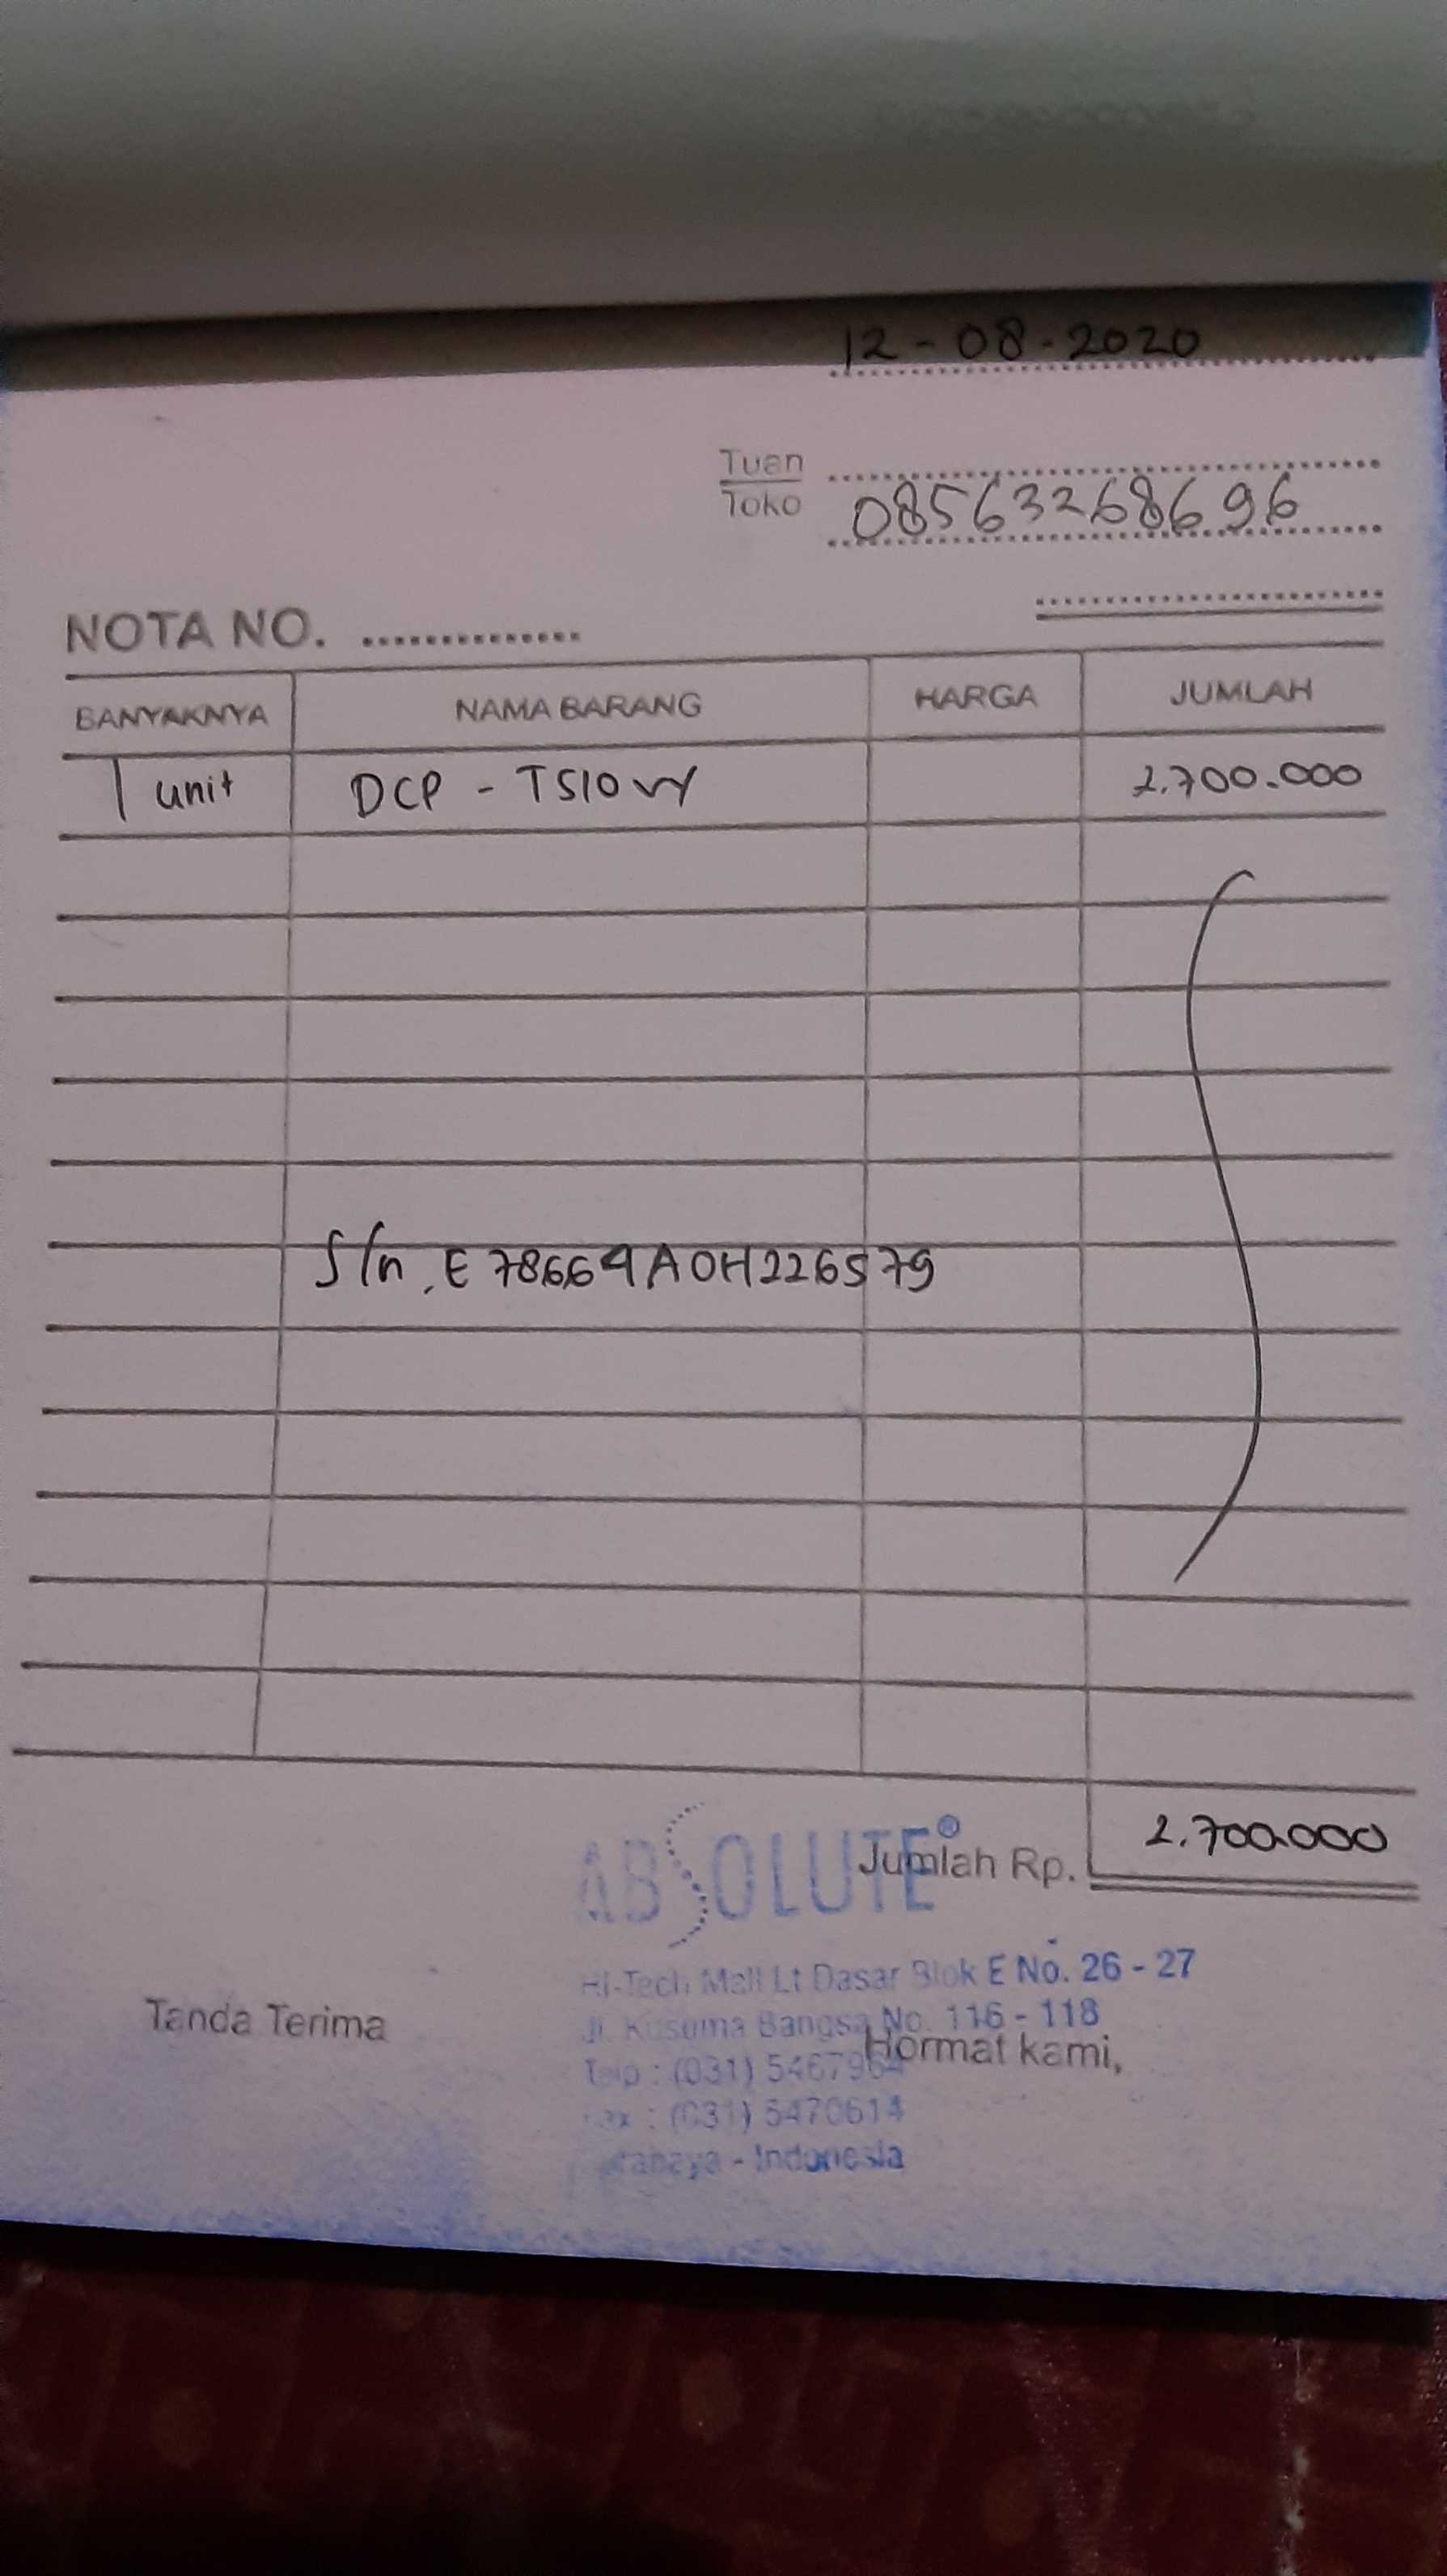 12-08-2020
Tuan
Toko 085632686 96
NOTA NO. ...............
BANYAKNYA NAMA BARANG HARGA JUMLAH
1 unit DCP - T510W 2.700.000
S/n. E78664A0H226579
Jumlah Rp. 2.700.000
ABSOLUTE®
Hi-Tech Mall Lt Dasar Blok E No. 26 - 27
Jl. Kusuma Bangsa No. 116 - 118
Telp : (031) 5467964
Fax : (031) 5470614
Surabaya - Indonesia
Tanda Terima
Hormat kami,